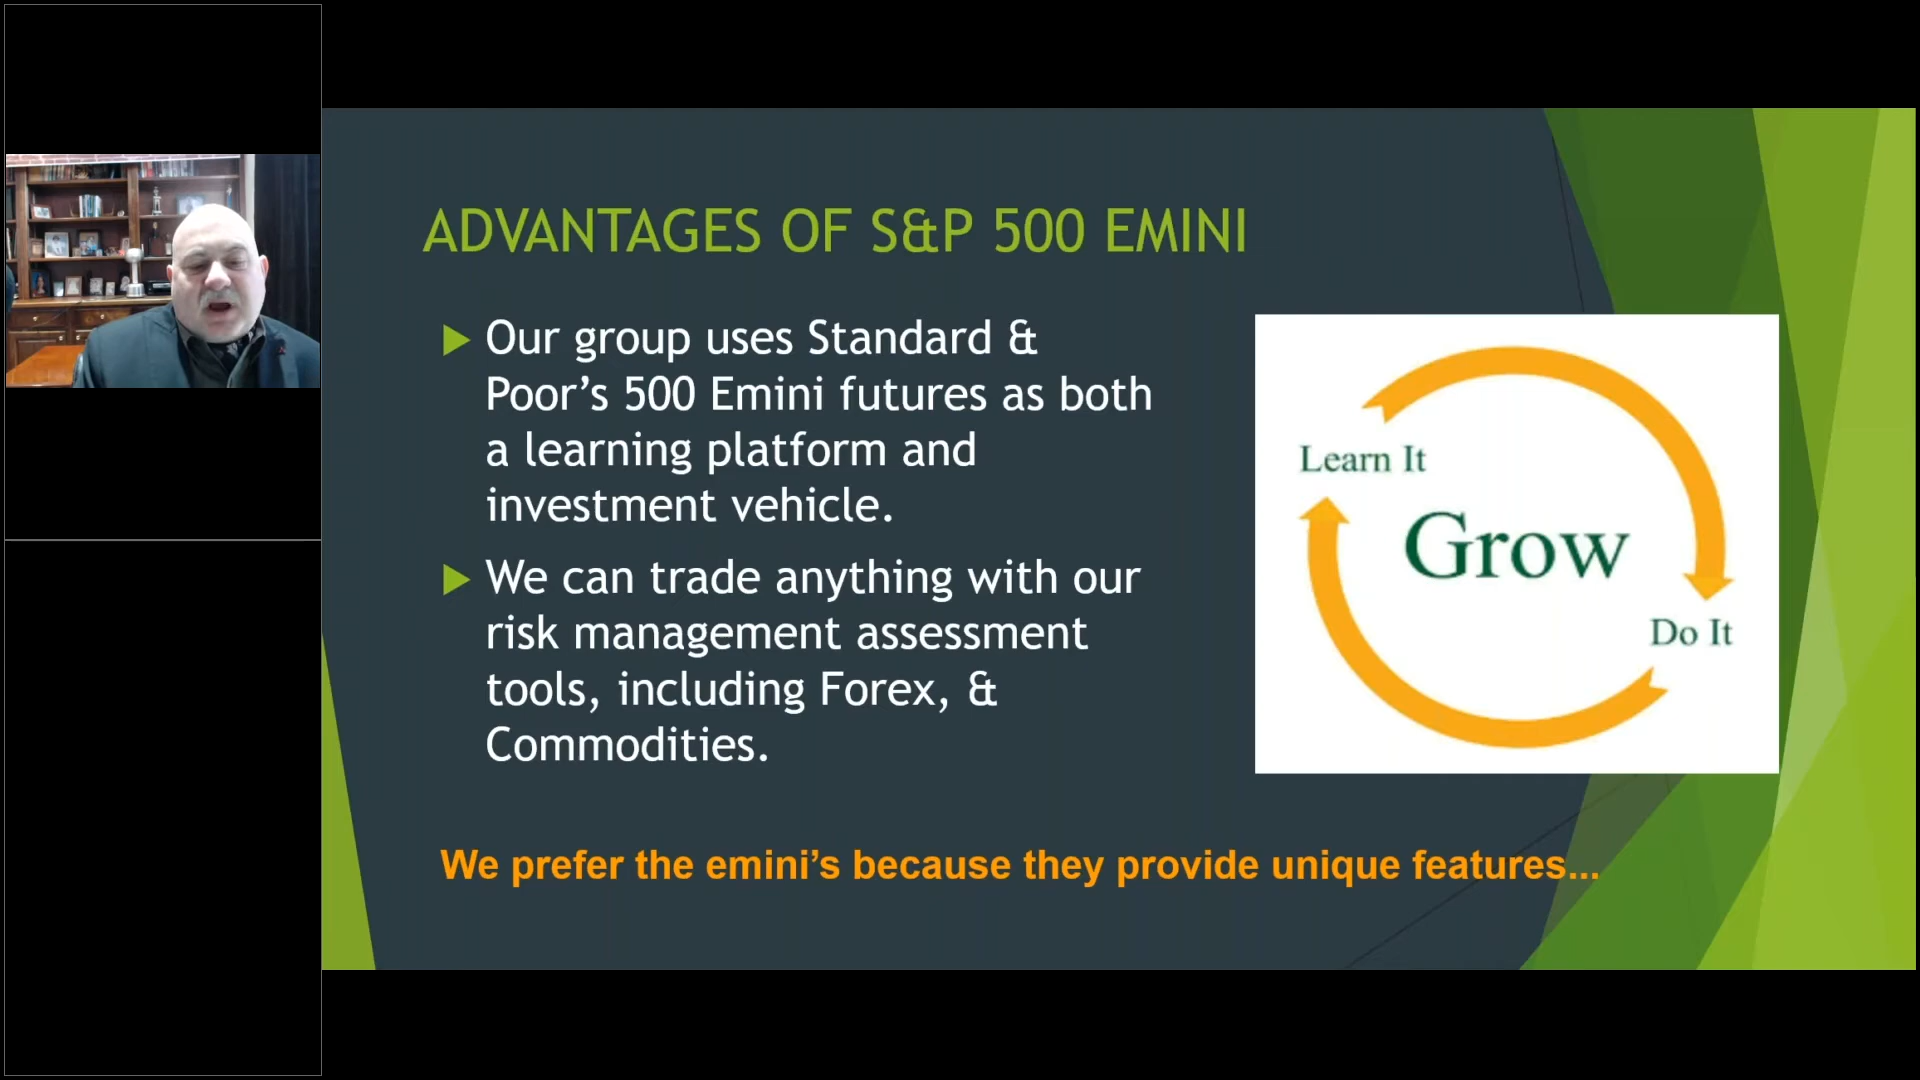 ADVANTAGES OF S&P 500 EMINI
Our group uses Standard &
Poor’s 500 Emini futures as both
a learning platform and
investment vehicle.
We can trade anything with our
risk management assessment
tools, including Forex, &
Commodities.
Learn It
Grow
Do It
We prefer the emini’s because they provide unique features...